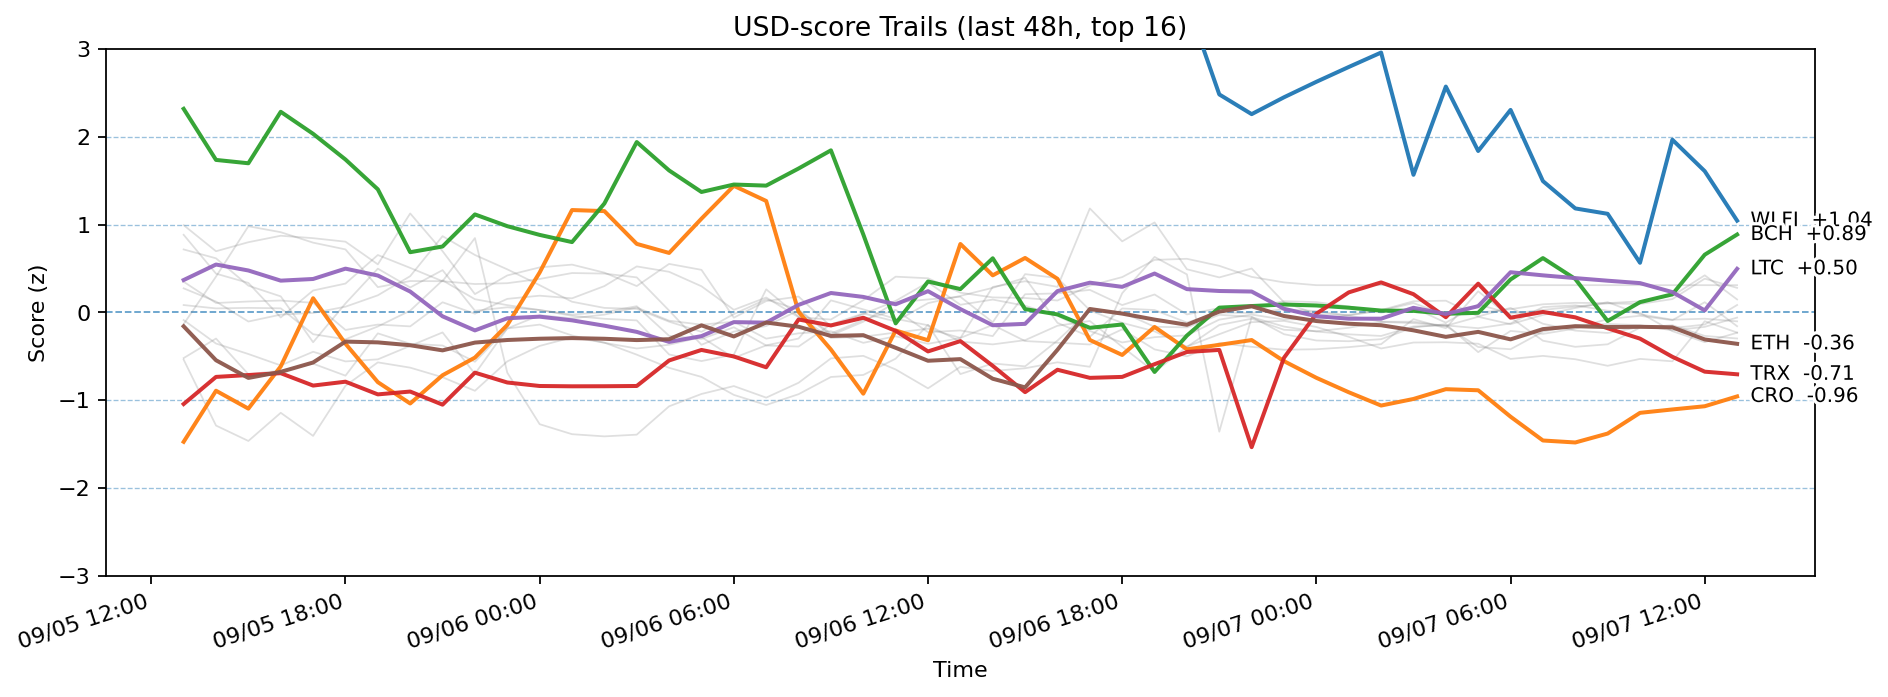 USD-score Trails (last 48h, top 16)
Score (z)
3
2
1
0
−1
−2
−3
WLFI +1.04
BCH +0.89
LTC +0.50
ETH -0.36
TRX -0.71
CRO -0.96
09/05 12:00
09/05 18:00
09/06 00:00
09/06 06:00
09/06 12:00
09/06 18:00
09/07 00:00
09/07 06:00
09/07 12:00
Time